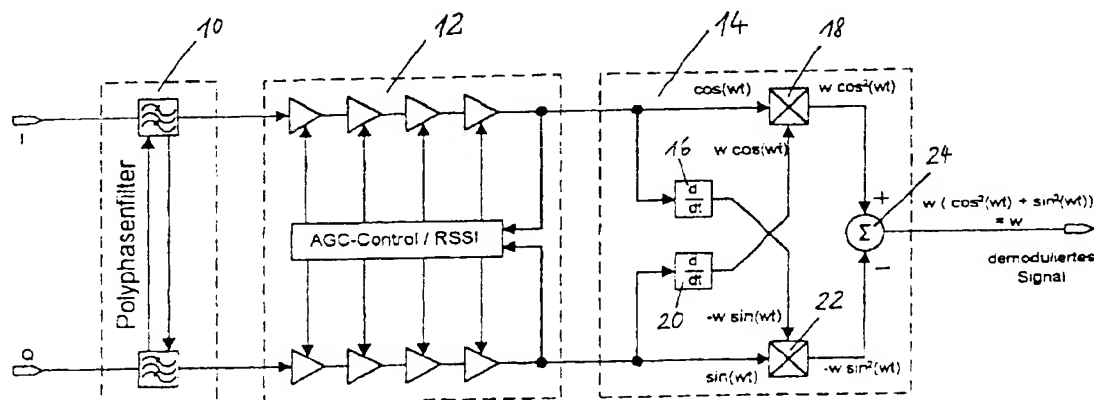 10
12
14
18
cos(wt)
w cos²(wt)
I
Polyphasenfilter
16
d
dt
w cos(wt)
24
+
w ( cos²(wt) + sin²(wt))
= w
AGC-Control / RSSI
Σ
demoduliertes
Signal
d
dt
20
-w sin(wt)
22
−
Q
sin(wt)
-w sin²(wt)